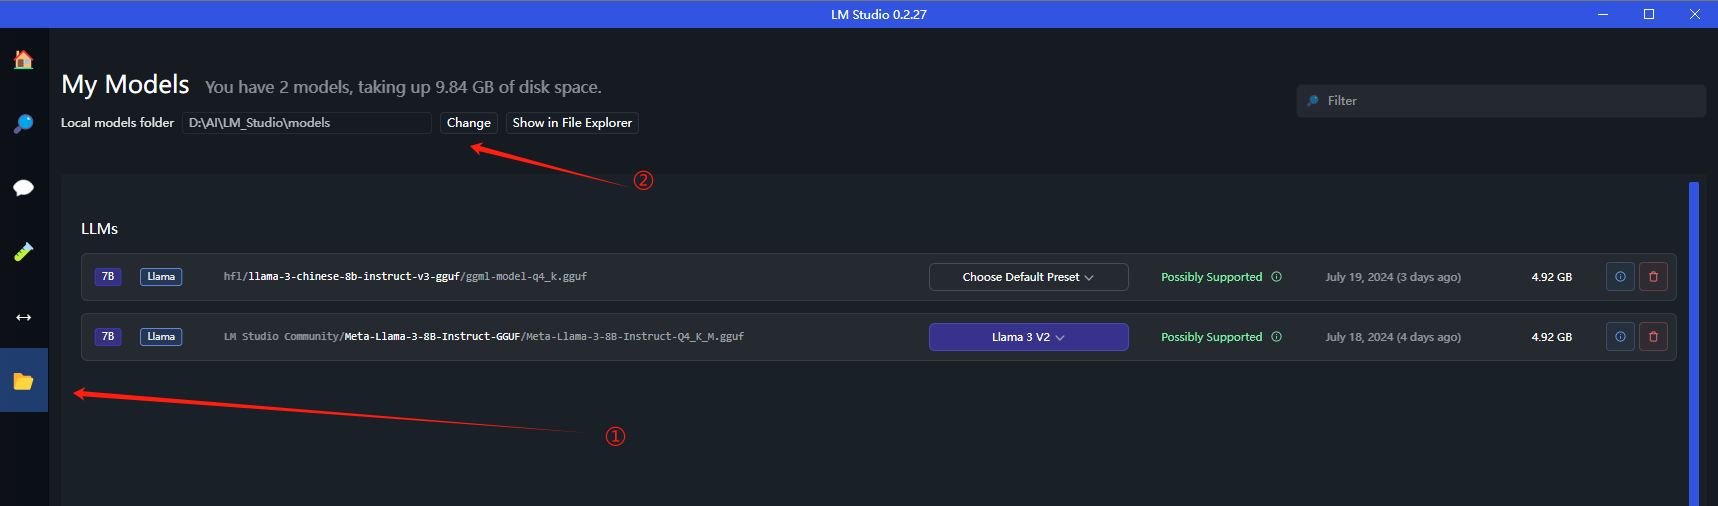 LM Studio 0.2.27
My Models You have 2 models, taking up 9.84 GB of disk space.
Filter
Local models folder D:\AI\LM_Studio\models Change Show in File Explorer
②
LLMs
7B Llama hfl/llama-3-chinese-8b-instruct-v3-gguf/ggml-model-q4_k.gguf Choose Default Preset Possibly Supported July 19, 2024 (3 days ago) 4.92 GB
7B Llama LM Studio Community/Meta-Llama-3-8B-Instruct-GGUF/Meta-Llama-3-8B-Instruct-Q4_K_M.gguf Llama 3 V2 Possibly Supported July 18, 2024 (4 days ago) 4.92 GB
①